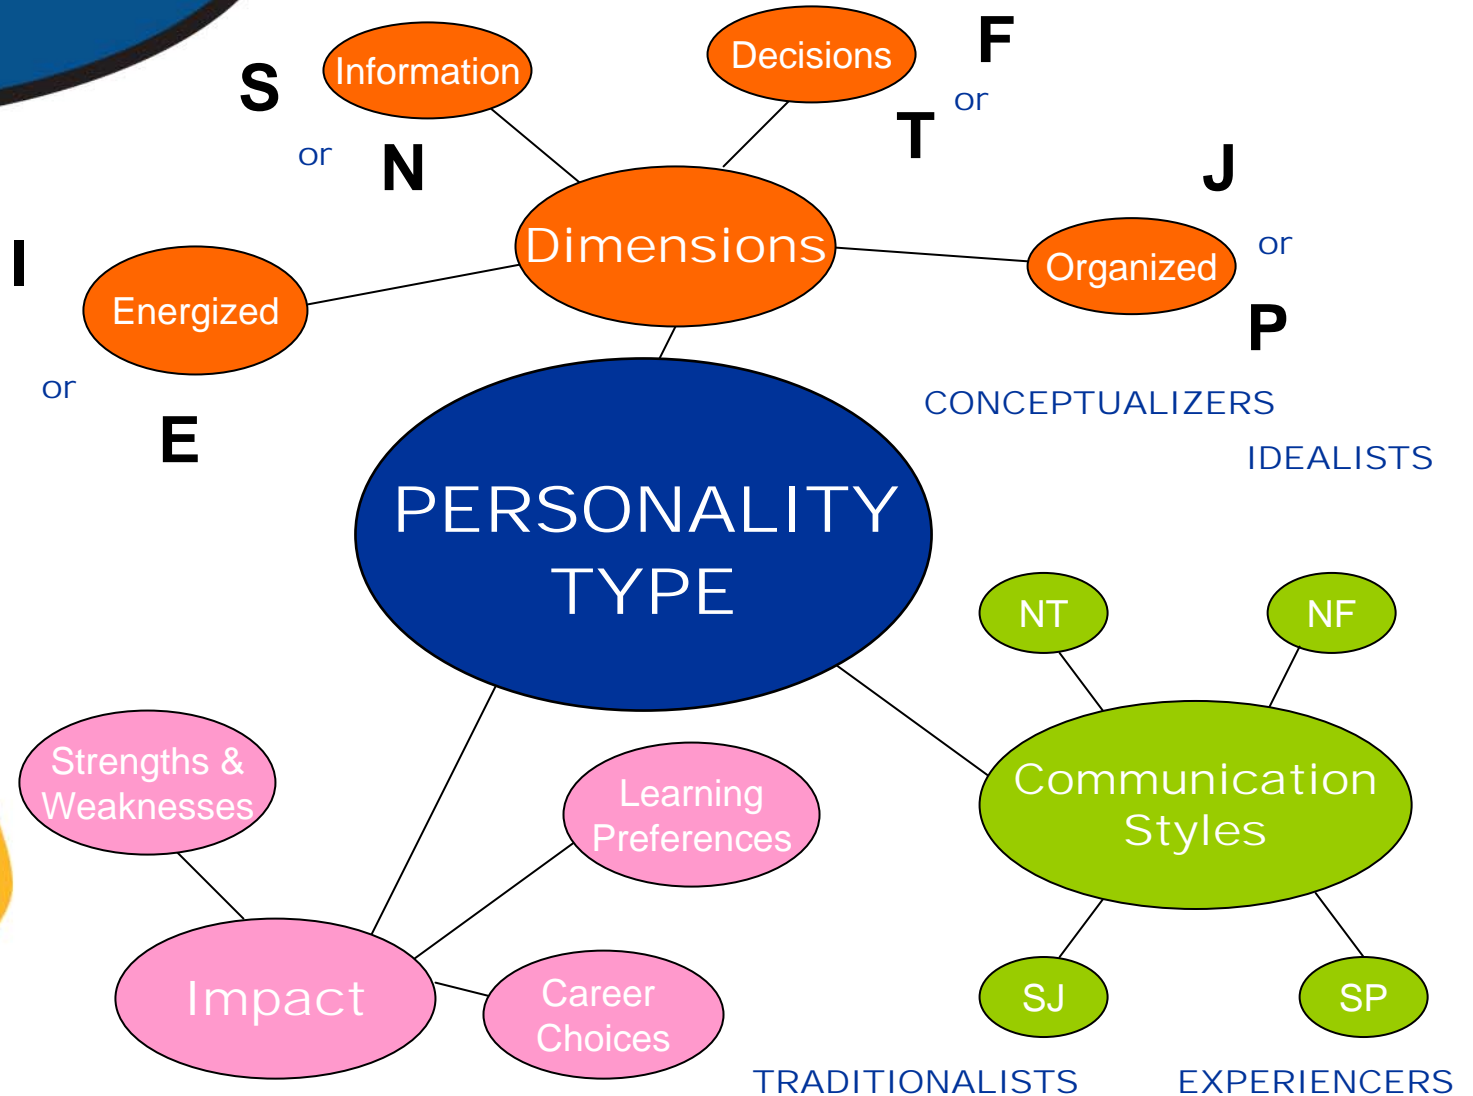 F
Decisions
Information
S
or
T
or
N
J
or
Dimensions
Organized
I
Energized
P
or
E
CONCEPTUALIZERS
IDEALISTS
PERSONALITY
TYPE
NT
NF
Strengths &
Weaknesses
Learning
Preferences
Communication
Styles
Impact
Career
Choices
SJ
SP
TRADITIONALISTS
EXPERIENCERS